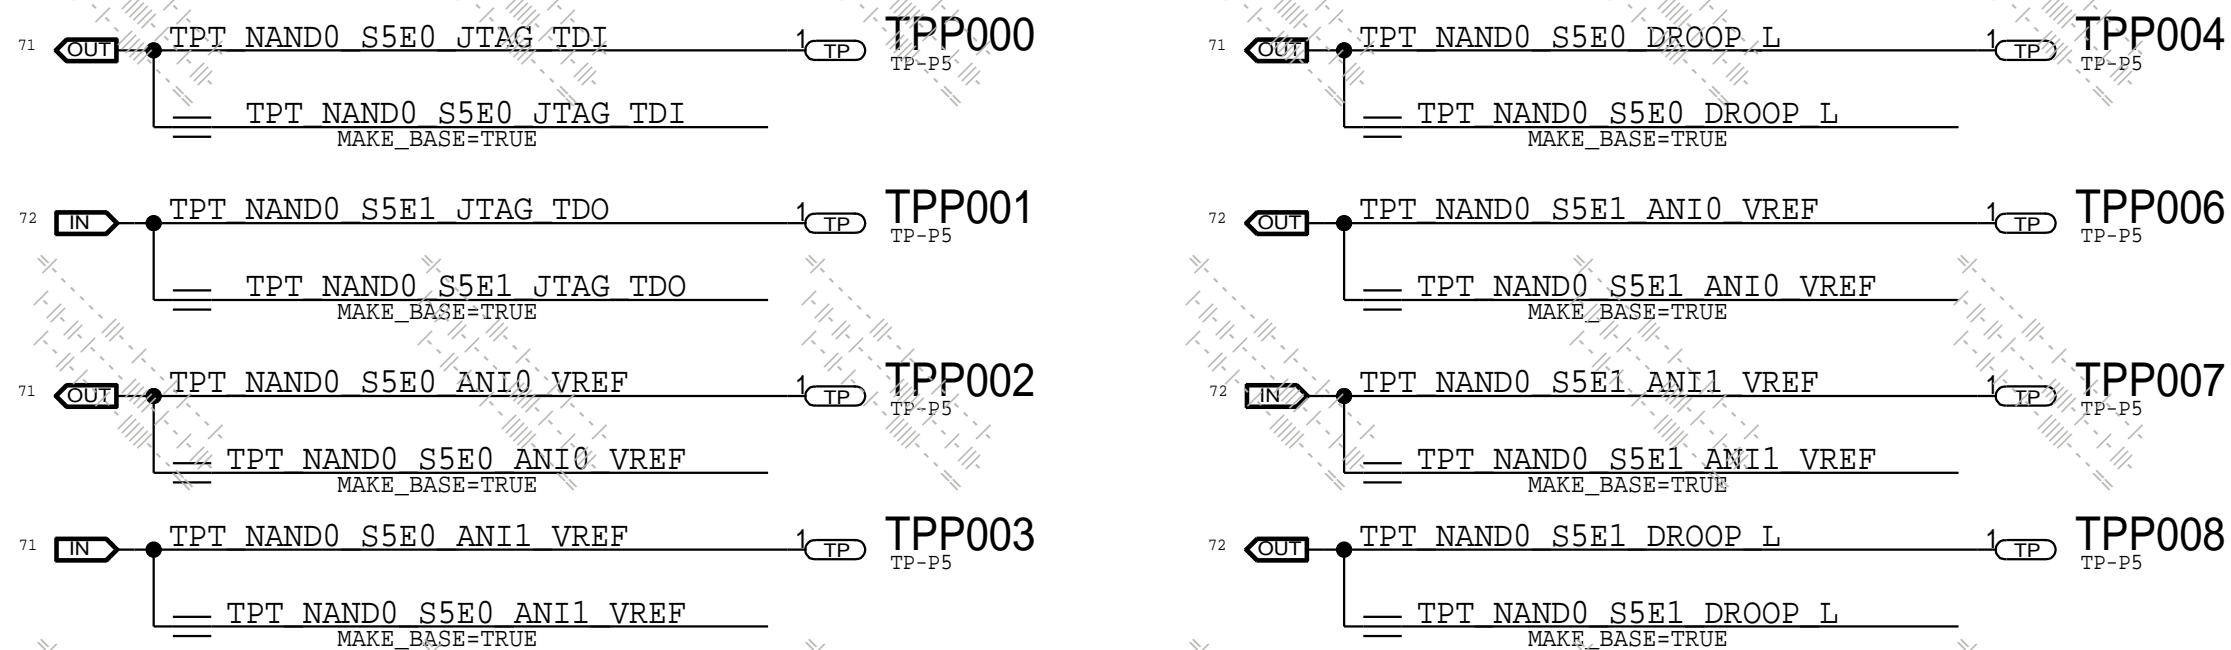 71 OUT TPT_NAND0_S5E0_JTAG_TDI 1 TP TPP000
TP-P5
TPT_NAND0_S5E0_JTAG_TDI
MAKE_BASE=TRUE
72 IN TPT_NAND0_S5E1_JTAG_TDO 1 TP TPP001
TP-P5
TPT_NAND0_S5E1_JTAG_TDO
MAKE_BASE=TRUE
71 OUT TPT_NAND0_S5E0_ANI0_VREF 1 TP TPP002
TP-P5
TPT_NAND0_S5E0_ANI0_VREF
MAKE_BASE=TRUE
71 IN TPT_NAND0_S5E0_ANI1_VREF 1 TP TPP003
TP-P5
TPT_NAND0_S5E0_ANI1_VREF
MAKE_BASE=TRUE
71 OUT TPT_NAND0_S5E0_DROOP_L 1 TP TPP004
TP-P5
TPT_NAND0_S5E0_DROOP_L
MAKE_BASE=TRUE
72 OUT TPT_NAND0_S5E1_ANI0_VREF 1 TP TPP006
TP-P5
TPT_NAND0_S5E1_ANI0_VREF
MAKE_BASE=TRUE
72 IN TPT_NAND0_S5E1_ANI1_VREF 1 TP TPP007
TP-P5
TPT_NAND0_S5E1_ANI1_VREF
MAKE_BASE=TRUE
72 OUT TPT_NAND0_S5E1_DROOP_L 1 TP TPP008
TP-P5
TPT_NAND0_S5E1_DROOP_L
MAKE_BASE=TRUE